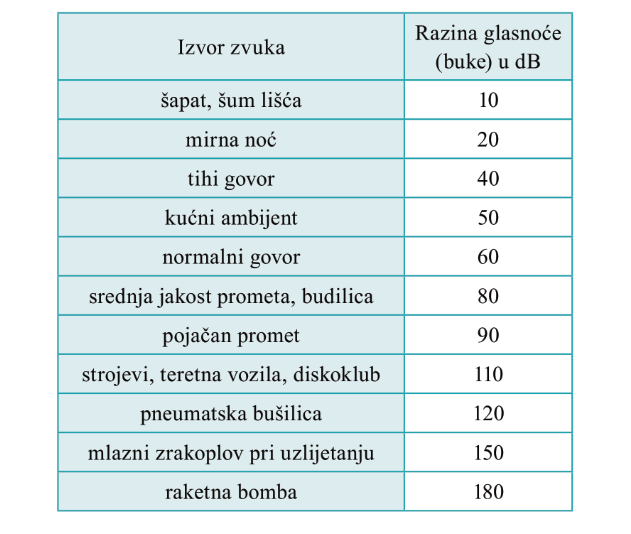 Izvor zvuka
Razina glasnoće
(buke) u dB
šapat, šum lišća 10
mirna noć 20
tihi govor 40
kućni ambijent 50
normalni govor 60
srednja jakost prometa, budilica 80
pojačan promet 90
strojevi, teretna vozila, diskoklub 110
pneumatska bušilica 120
mlazni zrakoplov pri uzlijetanju 150
raketna bomba 180